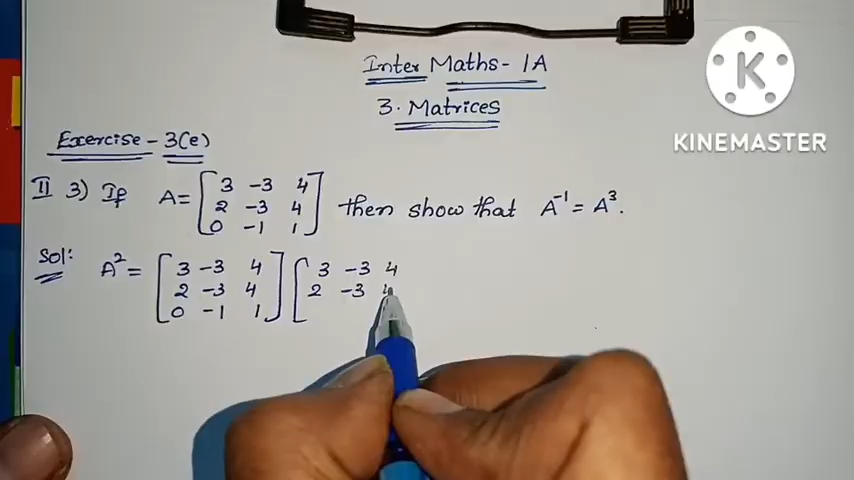 Inter Maths - 1A
3. Matrices
KINEMASTER
Exercise - 3(e)
II 3) If A = [3 -3 4
2 -3 4
0 -1 1] then show that A⁻¹ = A³.
Sol: A² = [3 -3 4
2 -3 4
0 -1 1] [3 -3 4
2 -3